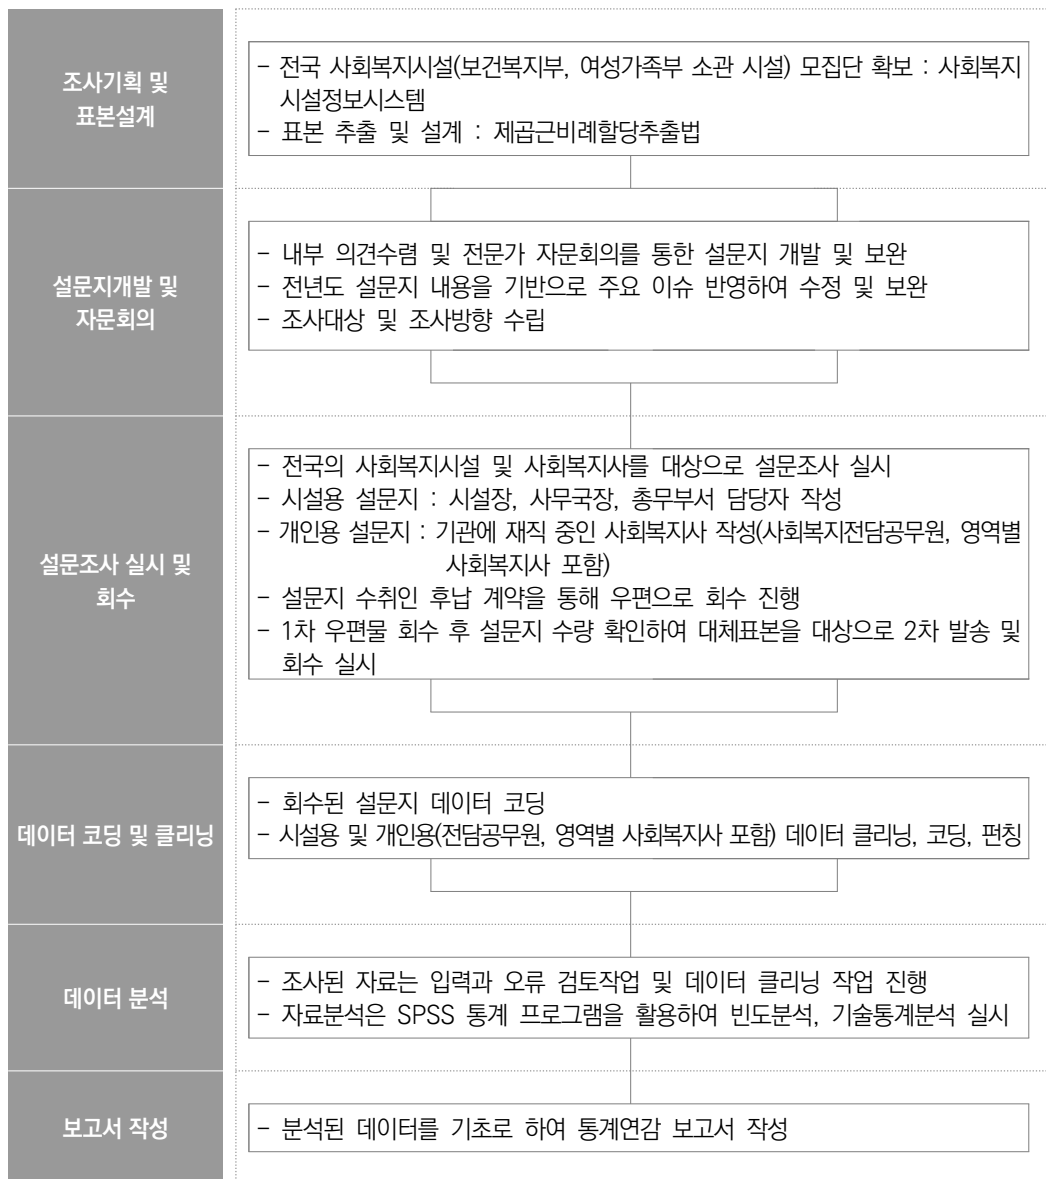 조사기획 및
표본설계
- 전국 사회복지시설(보건복지부, 여성가족부 소관 시설) 모집단 확보 : 사회복지
시설정보시스템
- 표본 추출 및 설계 : 제곱근비례할당추출법
설문지개발 및
자문회의
- 내부 의견수렴 및 전문가 자문회의를 통한 설문지 개발 및 보완
- 전년도 설문지 내용을 기반으로 주요 이슈 반영하여 수정 및 보완
- 조사대상 및 조사방향 수립
설문조사 실시 및
회수
- 전국의 사회복지시설 및 사회복지사를 대상으로 설문조사 실시
- 시설용 설문지 : 시설장, 사무국장, 총무부서 담당자 작성
- 개인용 설문지 : 기관에 재직 중인 사회복지사 작성(사회복지전담공무원, 영역별
사회복지사 포함)
- 설문지 수취인 후납 계약을 통해 우편으로 회수 진행
- 1차 우편물 회수 후 설문지 수량 확인하여 대체표본을 대상으로 2차 발송 및
회수 실시
데이터 코딩 및 클리닝
- 회수된 설문지 데이터 코딩
- 시설용 및 개인용(전담공무원, 영역별 사회복지사 포함) 데이터 클리닝, 코딩, 펀칭
데이터 분석
- 조사된 자료는 입력과 오류 검토작업 및 데이터 클리닝 작업 진행
- 자료분석은 SPSS 통계 프로그램을 활용하여 빈도분석, 기술통계분석 실시
보고서 작성
- 분석된 데이터를 기초로 하여 통계연감 보고서 작성